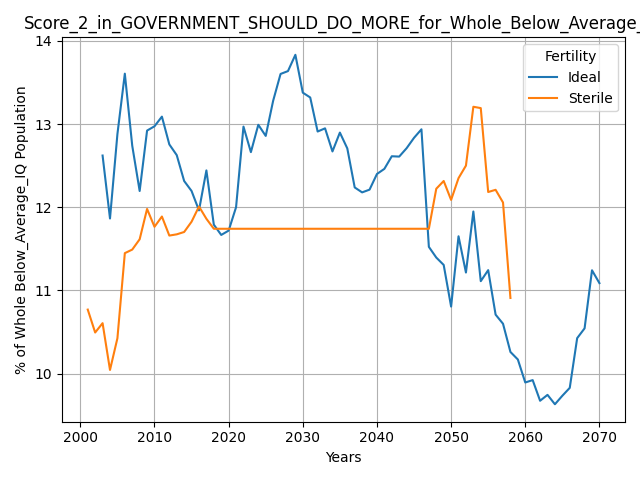 Score_2_in_GOVERNMENT_SHOULD_DO_MORE_for_Whole_Below_Average_
14
13
12
11
10
% of Whole Below_Average_IQ Population
Fertility
Ideal
Sterile
2000 2010 2020 2030 2040 2050 2060 2070
Years